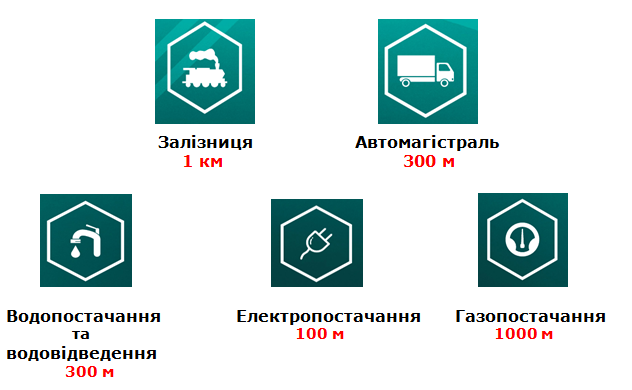 Залізниця
1 км
Автомагістраль
300 м
Водопостачання
та
водовідведення
300 м
Електропостачання
100 м
Газопостачання
1000 м